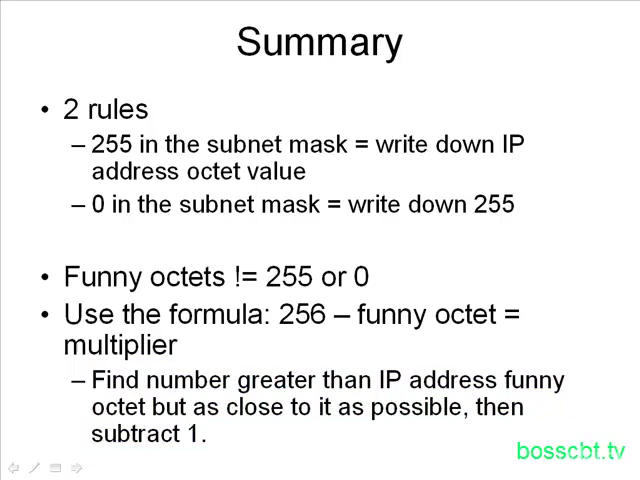 Summary
• 2 rules
– 255 in the subnet mask = write down IP
address octet value
– 0 in the subnet mask = write down 255
• Funny octets != 255 or 0
• Use the formula: 256 – funny octet =
multiplier
– Find number greater than IP address funny
octet but as close to it as possible, then
subtract 1.
bosscbt.tv